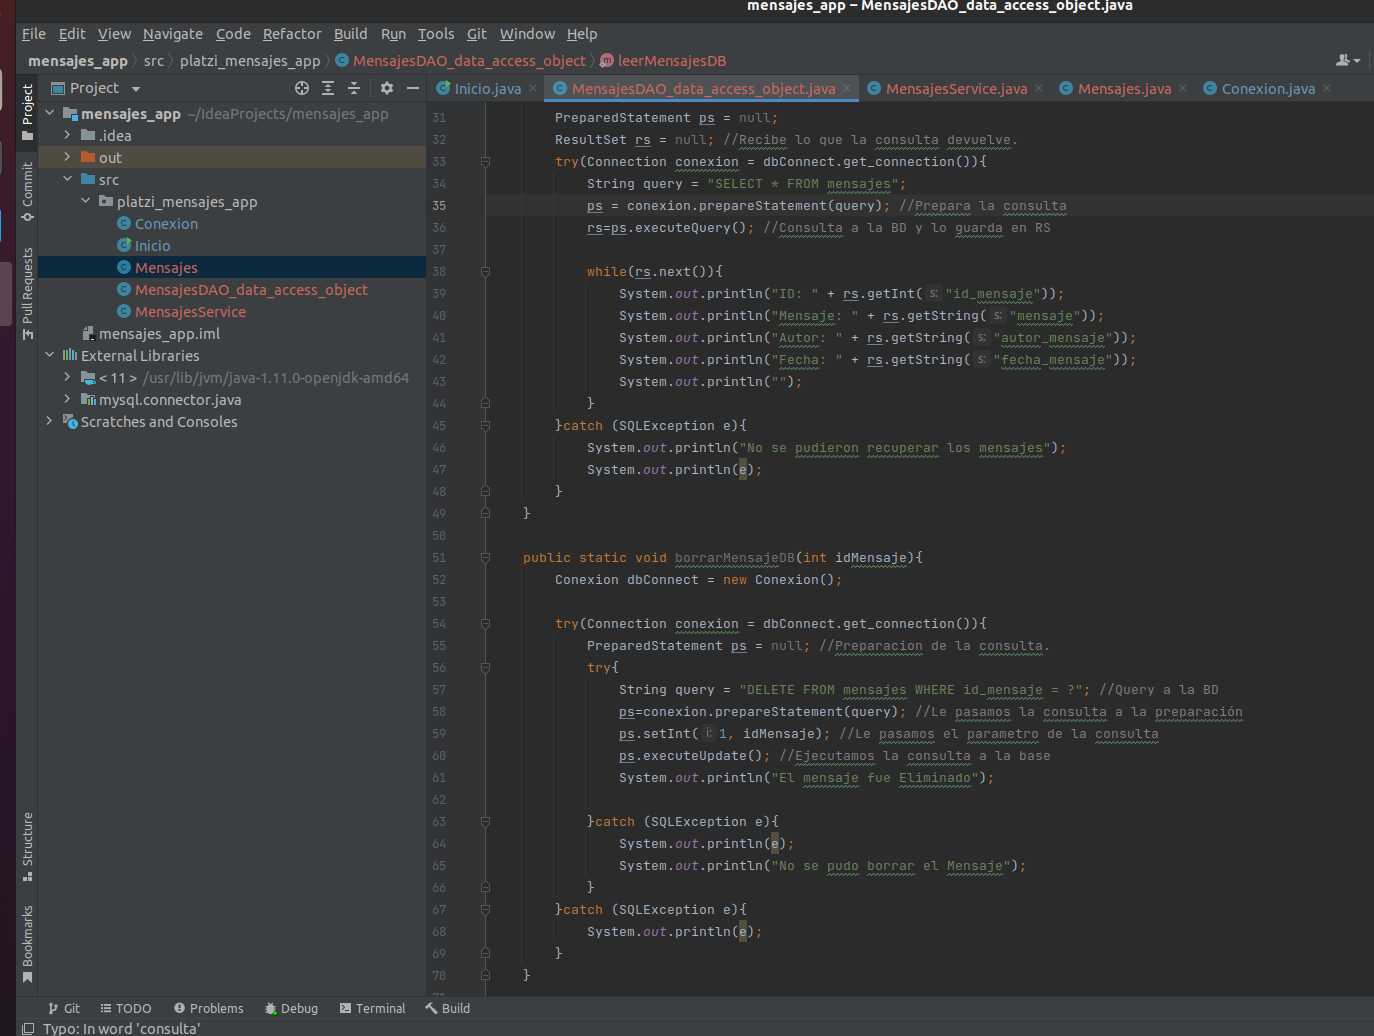 mensajes_app – MensajesDAO_data_access_object.java
File Edit View Navigate Code Refactor Build Run Tools Git Window Help
mensajes_app src platzi_mensajes_app MensajesDAO_data_access_object leerMensajesDB
Project
Commit
Pull Requests
Structure
Bookmarks
Project
mensajes_app ~/IdeaProjects/mensajes_app
.idea
out
src
platzi_mensajes_app
Conexion
Inicio
Mensajes
MensajesDAO_data_access_object
MensajesService
mensajes_app.iml
External Libraries
< 11 > /usr/lib/jvm/java-1.11.0-openjdk-amd64
mysql.connector.java
Scratches and Consoles
Inicio.java MensajesDAO_data_access_object.java MensajesService.java Mensajes.java Conexion.java
31 PreparedStatement ps = null;
32 ResultSet rs = null; //Recibe lo que la consulta devuelve.
33 try(Connection conexion = dbConnect.get_connection()){
34 String query = "SELECT * FROM mensajes";
35 ps = conexion.prepareStatement(query); //Prepara la consulta
36 rs=ps.executeQuery(); //Consulta a la BD y lo guarda en RS
37
38 while(rs.next()){
39 System.out.println("ID: " + rs.getInt( s: "id_mensaje"));
40 System.out.println("Mensaje: " + rs.getString( s: "mensaje"));
41 System.out.println("Autor: " + rs.getString( s: "autor_mensaje"));
42 System.out.println("Fecha: " + rs.getString( s: "fecha_mensaje"));
43 System.out.println("");
44 }
45 }catch (SQLException e){
46 System.out.println("No se pudieron recuperar los mensajes");
47 System.out.println(e);
48 }
49 }
50
51 public static void borrarMensajeDB(int idMensaje){
52 Conexion dbConnect = new Conexion();
53
54 try(Connection conexion = dbConnect.get_connection()){
55 PreparedStatement ps = null; //Preparacion de la consulta.
56 try{
57 String query = "DELETE FROM mensajes WHERE id_mensaje = ?"; //Query a la BD
58 ps=conexion.prepareStatement(query); //Le pasamos la consulta a la preparación
59 ps.setInt( i: 1, idMensaje); //Le pasamos el parametro de la consulta
60 ps.executeUpdate(); //Ejecutamos la consulta a la base
61 System.out.println("El mensaje fue Eliminado");
62
63 }catch (SQLException e){
64 System.out.println(e);
65 System.out.println("No se pudo borrar el Mensaje");
66 }
67 }catch (SQLException e){
68 System.out.println(e);
69 }
70 }
Git TODO Problems Debug Terminal Build
Typo: In word 'consulta'